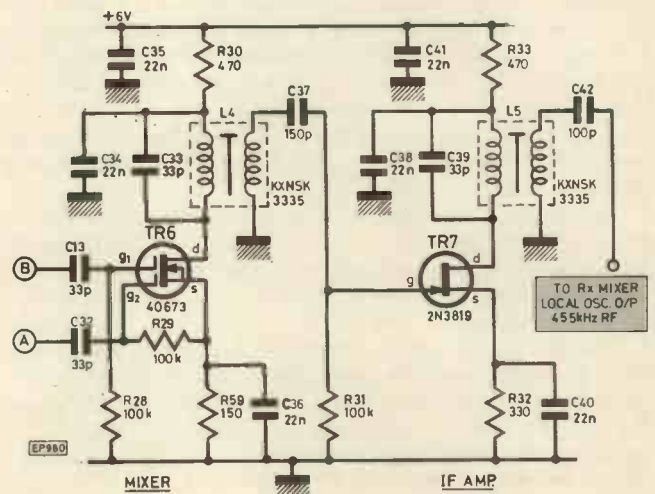 +6V
C35
22n
R30
470
C41
22n
R33
470
L4
C37
150p
L5
C42
100p
C34
22n
C33
33p
KXNSK
3335
C38
22n
C39
33p
KXNSK
3335
TR6
d
g1
g2
s
40673
C13
33p
B
C32
33p
A
R29
100k
TR7
d
g
s
2N3819
TO Rx MIXER
LOCAL OSC. O/P
455kHz RF
R28
100k
R59
150
C36
22n
R31
100k
R32
330
C40
22n
EP980
MIXER
IF AMP.